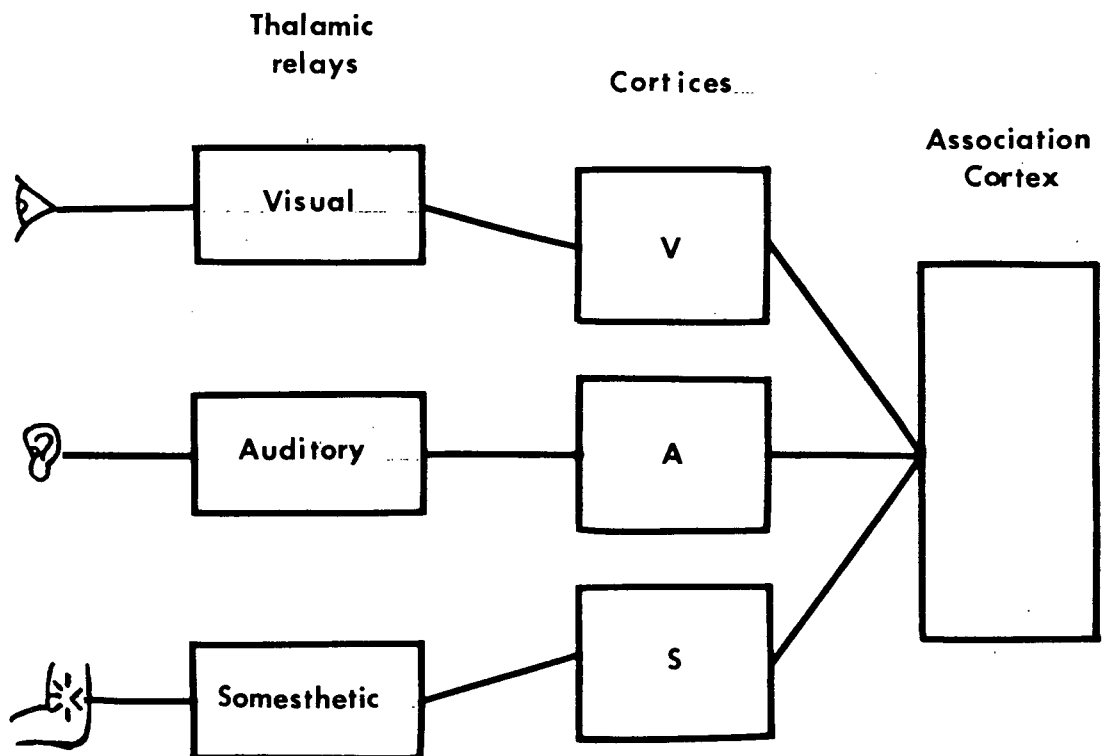 Thalamic
relays
Cortices
Association
Cortex
Visual
V
Auditory
A
Somesthetic
S